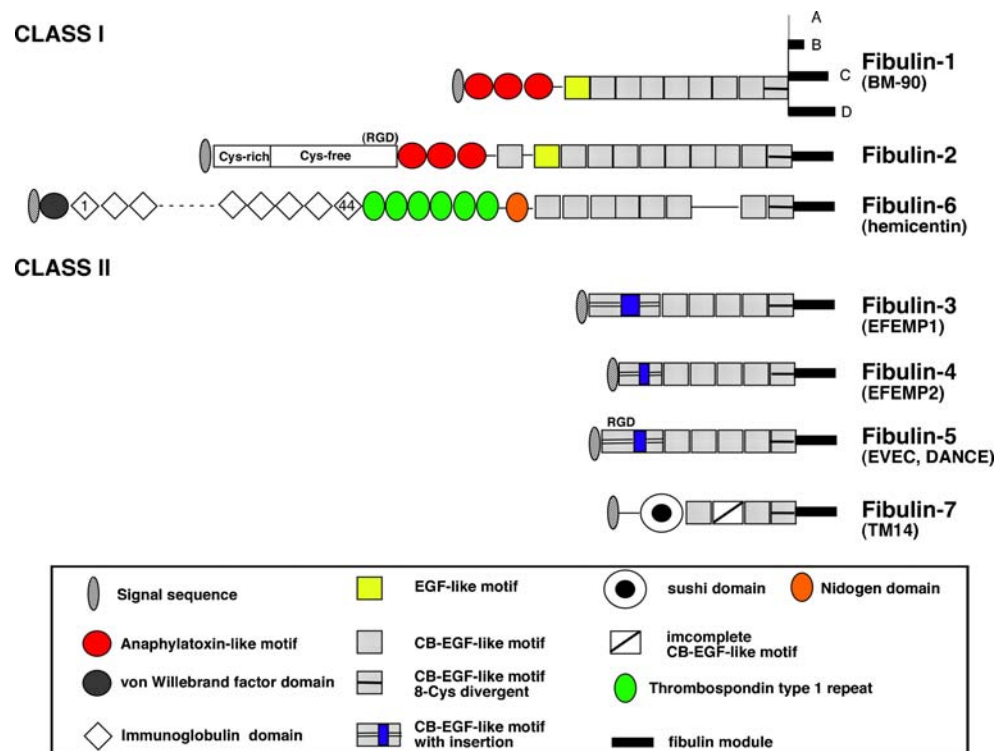 CLASS I
A
B
C
D
Fibulin-1
(BM-90)
(RGD)
Cys-rich
Cys-free
Fibulin-2
1
44
Fibulin-6
(hemicentin)
CLASS II
Fibulin-3
(EFEMP1)
Fibulin-4
(EFEMP2)
RGD
Fibulin-5
(EVEC, DANCE)
Fibulin-7
(TM14)
Signal sequence
EGF-like motif
sushi domain
Nidogen domain
Anaphylatoxin-like motif
CB-EGF-like motif
imcomplete
CB-EGF-like motif
von Willebrand factor domain
CB-EGF-like motif
8-Cys divergent
Thrombospondin type 1 repeat
Immunoglobulin domain
CB-EGF-like motif
with insertion
fibulin module